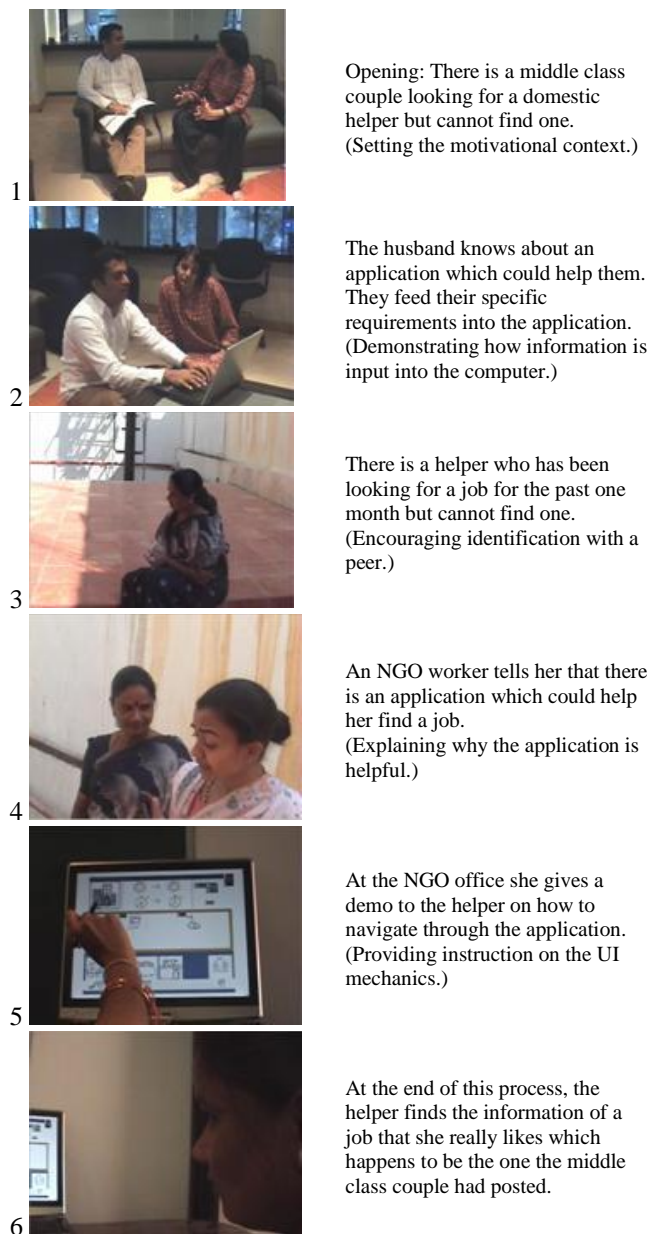 Opening: There is a middle class
couple looking for a domestic
helper but cannot find one.
(Setting the motivational context.)
1
The husband knows about an
application which could help them.
They feed their specific
requirements into the application.
(Demonstrating how information is
input into the computer.)
2
There is a helper who has been
looking for a job for the past one
month but cannot find one.
(Encouraging identification with a
peer.)
3
An NGO worker tells her that there
is an application which could help
her find a job.
(Explaining why the application is
helpful.)
4
At the NGO office she gives a
demo to the helper on how to
navigate through the application.
(Providing instruction on the UI
mechanics.)
5
At the end of this process, the
helper finds the information of a
job that she really likes which
happens to be the one the middle
class couple had posted.
6